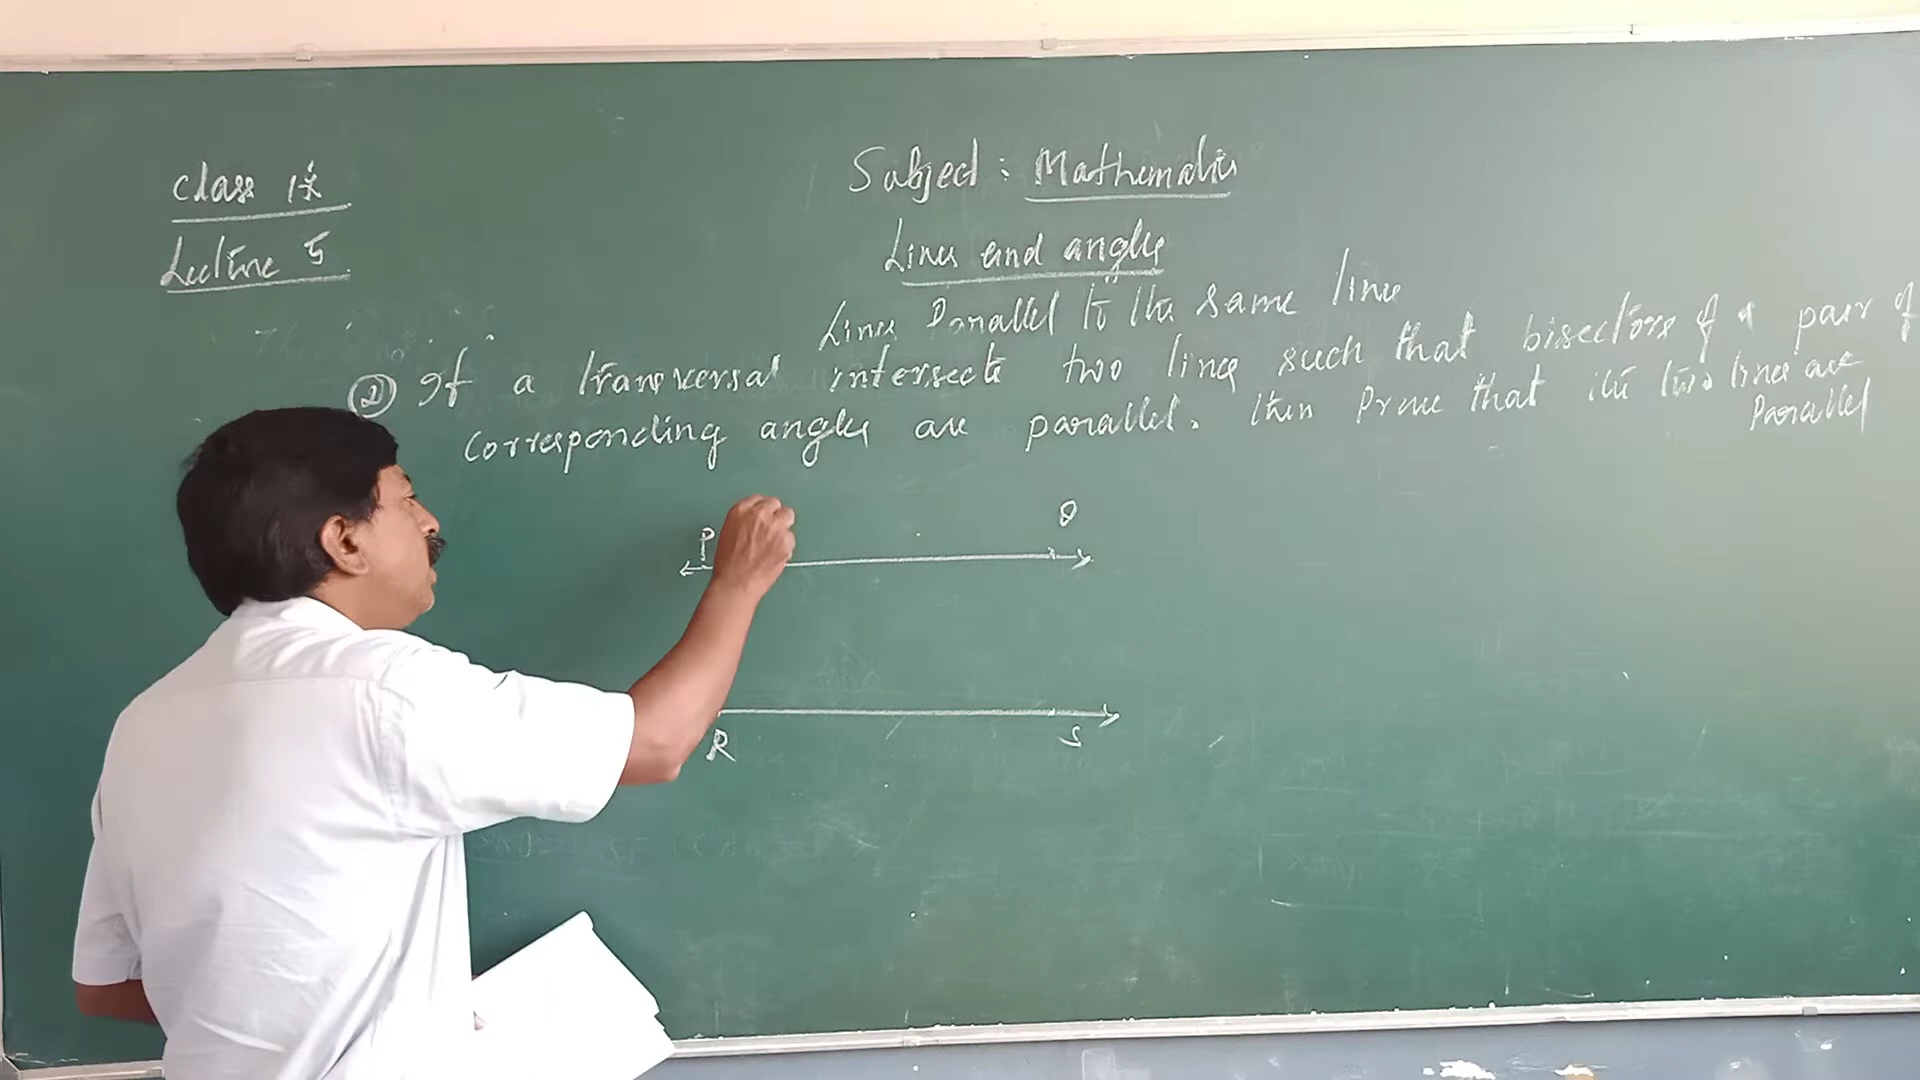 Class IX
Lecture 5
Subject : Mathematics
Lines and angles
Lines Parallel to the same line
② If a transversal intersects two lines such that bisectors of a pair of
corresponding angles are parallel. then Prove that the two lines are
Parallel
P Q
R S